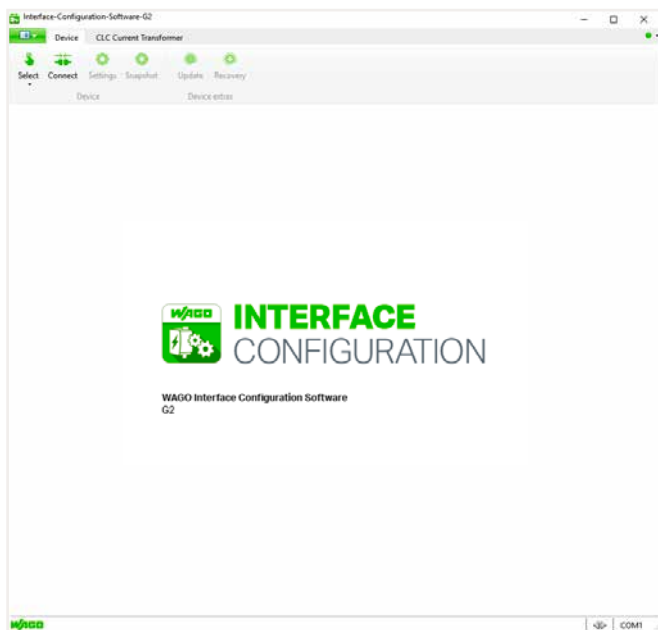 Interface-Configuration-Software-G2
Device CLC Current Transformer
Select Connect Settings Snapshot Update Recovery
Device Device extras
WAGO INTERFACE
CONFIGURATION
WAGO Interface Configuration Software
G2
WAGO COM1